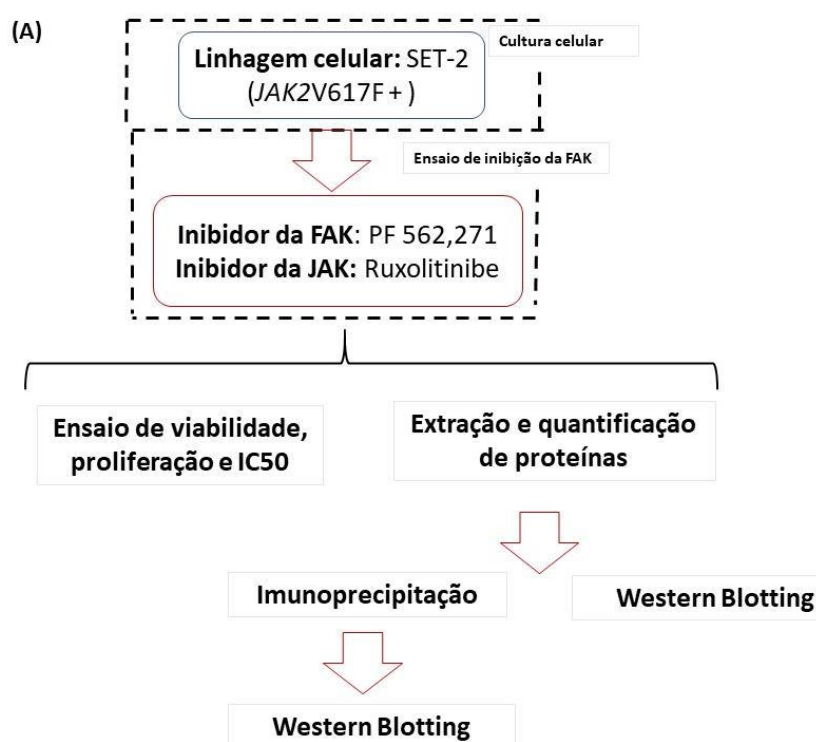 (A)
Cultura celular
Linhagem celular: SET-2
(JAK2V617F + )
Ensaio de inibição da FAK
Inibidor da FAK: PF 562,271
Inibidor da JAK: Ruxolitinibe
Ensaio de viabilidade,
proliferação e IC50
Extração e quantificação
de proteínas
Imunoprecipitação
Western Blotting
Western Blotting